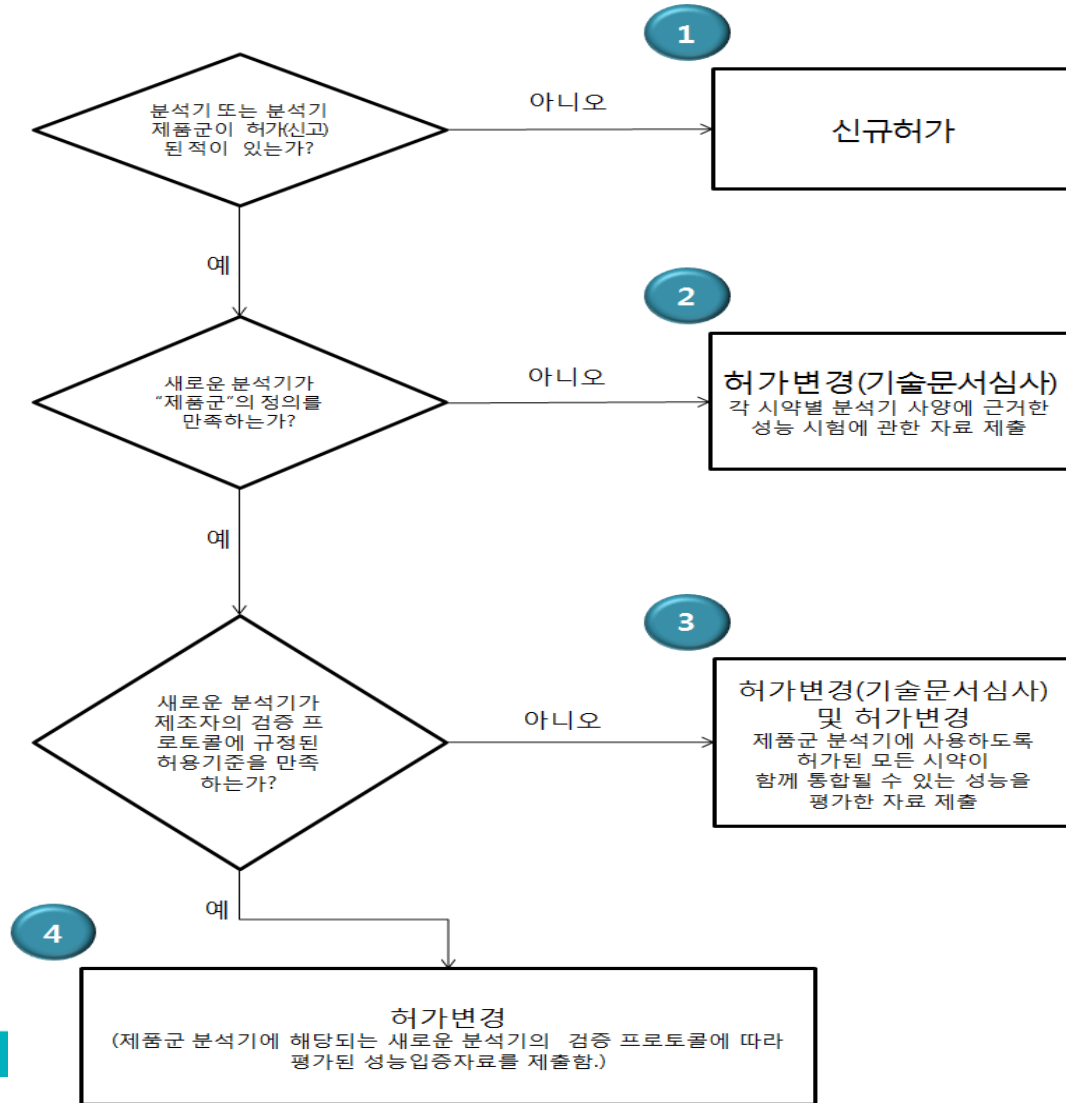 1
분석기 또는 분석기
제품군이 허가(신고)
된 적이 있는가?
아니오
신규허가
예
2
새로운 분석기가
“제품군”의 정의를
만족하는가?
아니오
허가변경(기술문서심사)
각 시약별 분석기 사양에 근거한
성능 시험에 관한 자료 제출
예
3
새로운 분석기가
제조자의 검증 프
로토콜에 규정된
허용기준을 만족
하는가?
아니오
허가변경(기술문서심사)
및 허가변경
제품군 분석기에 사용하도록
허가된 모든 시약이
함께 통합될 수 있는 성능을
평가한 자료 제출
예
4
허가변경
(제품군 분석기에 해당되는 새로운 분석기의 검증 프로토콜에 따라
평가된 성능입증자료를 제출함.)